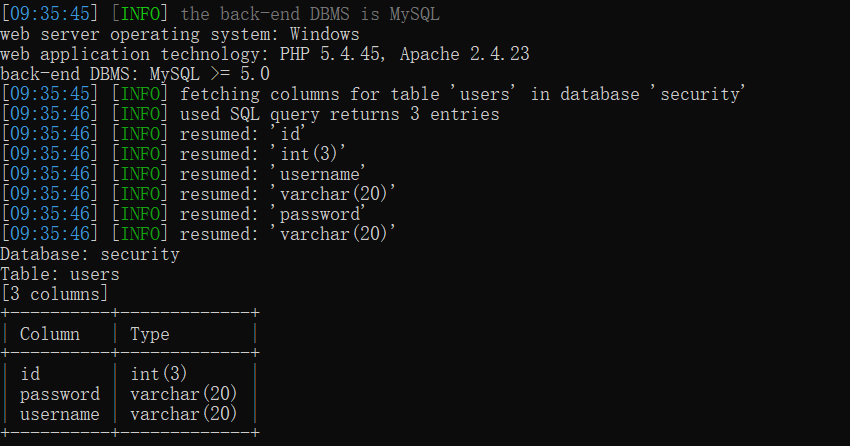 [09:35:45] [INFO] the back-end DBMS is MySQL
web server operating system: Windows
web application technology: PHP 5.4.45, Apache 2.4.23
back-end DBMS: MySQL >= 5.0
[09:35:45] [INFO] fetching columns for table 'users' in database 'security'
[09:35:46] [INFO] used SQL query returns 3 entries
[09:35:46] [INFO] resumed: 'id'
[09:35:46] [INFO] resumed: 'int(3)'
[09:35:46] [INFO] resumed: 'username'
[09:35:46] [INFO] resumed: 'varchar(20)'
[09:35:46] [INFO] resumed: 'password'
[09:35:46] [INFO] resumed: 'varchar(20)'
Database: security
Table: users
[3 columns]
+----------+-------------+
| Column   | Type        |
+----------+-------------+
| id       | int(3)      |
| password | varchar(20) |
| username | varchar(20) |
+----------+-------------+